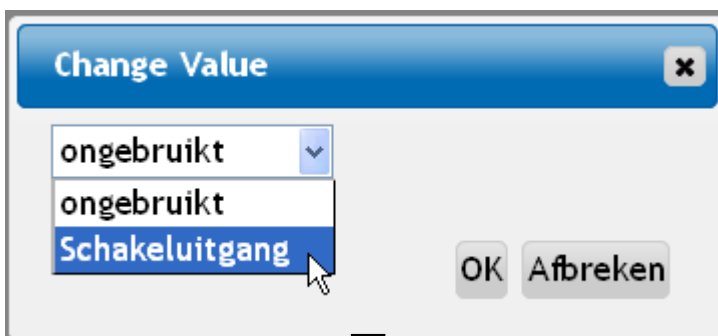 Change Value
ongebruikt
ongebruikt
Schakeluitgang
OK Afbreken